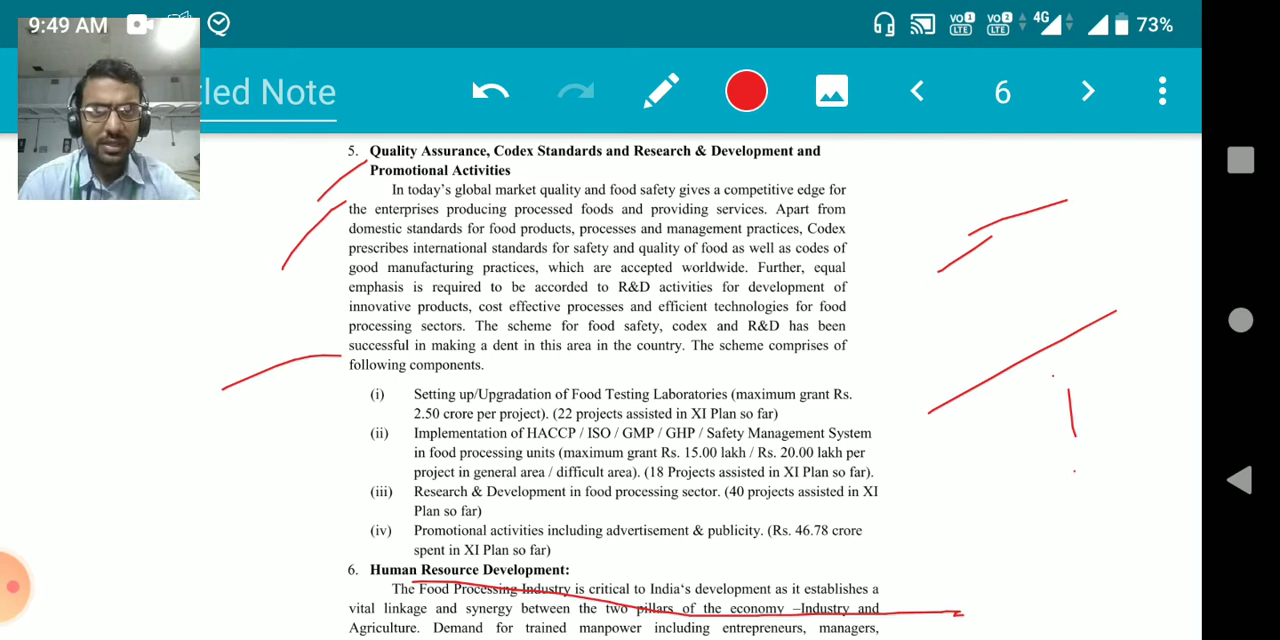 9:49 AM
VO 1 LTE
VO 2 LTE
4G
73%
led Note
6
5. Quality Assurance, Codex Standards and Research & Development and
Promotional Activities
In today's global market quality and food safety gives a competitive edge for
the enterprises producing processed foods and providing services. Apart from
domestic standards for food products, processes and management practices, Codex
prescribes international standards for safety and quality of food as well as codes of
good manufacturing practices, which are accepted worldwide. Further, equal
emphasis is required to be accorded to R&D activities for development of
innovative products, cost effective processes and efficient technologies for food
processing sectors. The scheme for food safety, codex and R&D has been
successful in making a dent in this area in the country. The scheme comprises of
following components.
(i) Setting up/Upgradation of Food Testing Laboratories (maximum grant Rs.
2.50 crore per project). (22 projects assisted in XI Plan so far)
(ii) Implementation of HACCP / ISO / GMP / GHP / Safety Management System
in food processing units (maximum grant Rs. 15.00 lakh / Rs. 20.00 lakh per
project in general area / difficult area). (18 Projects assisted in XI Plan so far).
(iii) Research & Development in food processing sector. (40 projects assisted in XI
Plan so far)
(iv) Promotional activities including advertisement & publicity. (Rs. 46.78 crore
spent in XI Plan so far)
6. Human Resource Development:
The Food Processing Industry is critical to India‘s development as it establishes a
vital linkage and synergy between the two pillars of the economy –Industry and
Agriculture. Demand for trained manpower including entrepreneurs, managers,